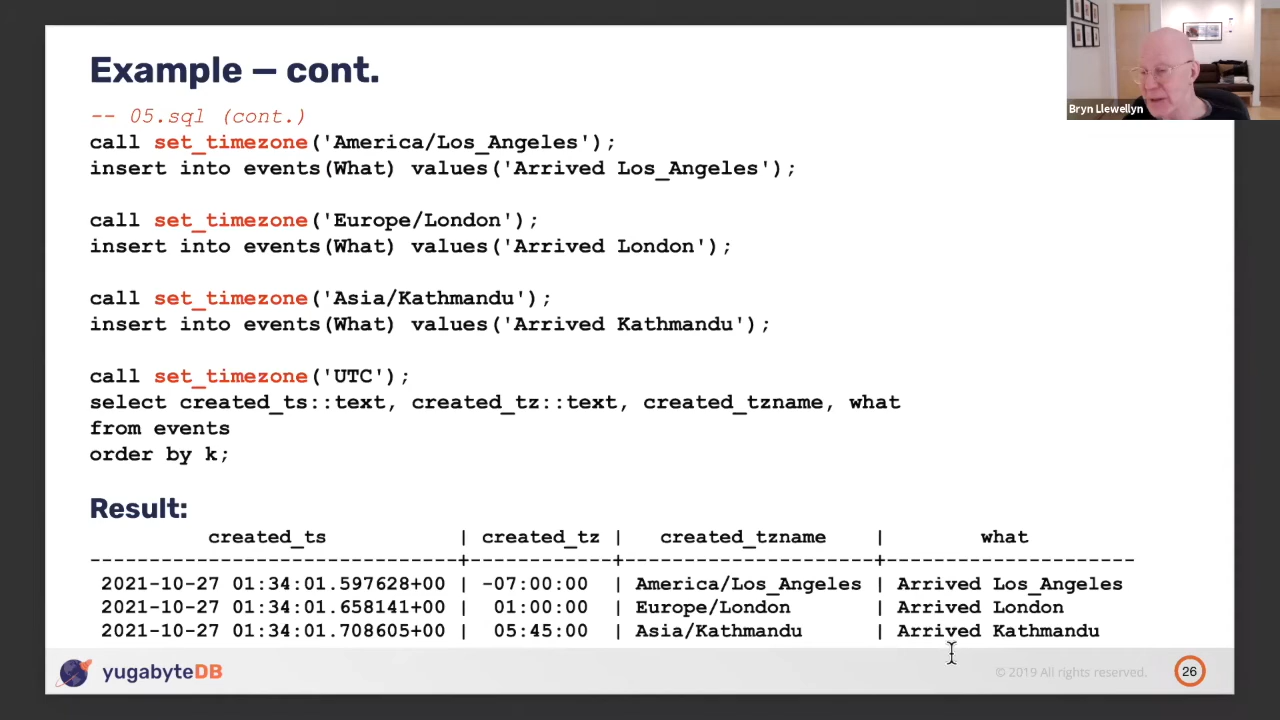 Example — cont.
-- 05.sql (cont.)
call set_timezone('America/Los_Angeles');
insert into events(What) values('Arrived Los_Angeles');
call set_timezone('Europe/London');
insert into events(What) values('Arrived London');
call set_timezone('Asia/Kathmandu');
insert into events(What) values('Arrived Kathmandu');
call set_timezone('UTC');
select created_ts::text, created_tz::text, created_tzname, what
from events
order by k;
Result:
created_ts | created_tz | created_tzname | what
-------------------------------+------------+---------------------+---------------------
2021-10-27 01:34:01.597628+00 | -07:00:00 | America/Los_Angeles | Arrived Los_Angeles
2021-10-27 01:34:01.658141+00 | 01:00:00 | Europe/London | Arrived London
2021-10-27 01:34:01.708605+00 | 05:45:00 | Asia/Kathmandu | Arrived Kathmandu
yugabyteDB
© 2019 All rights reserved.
26
Bryn Llewellyn